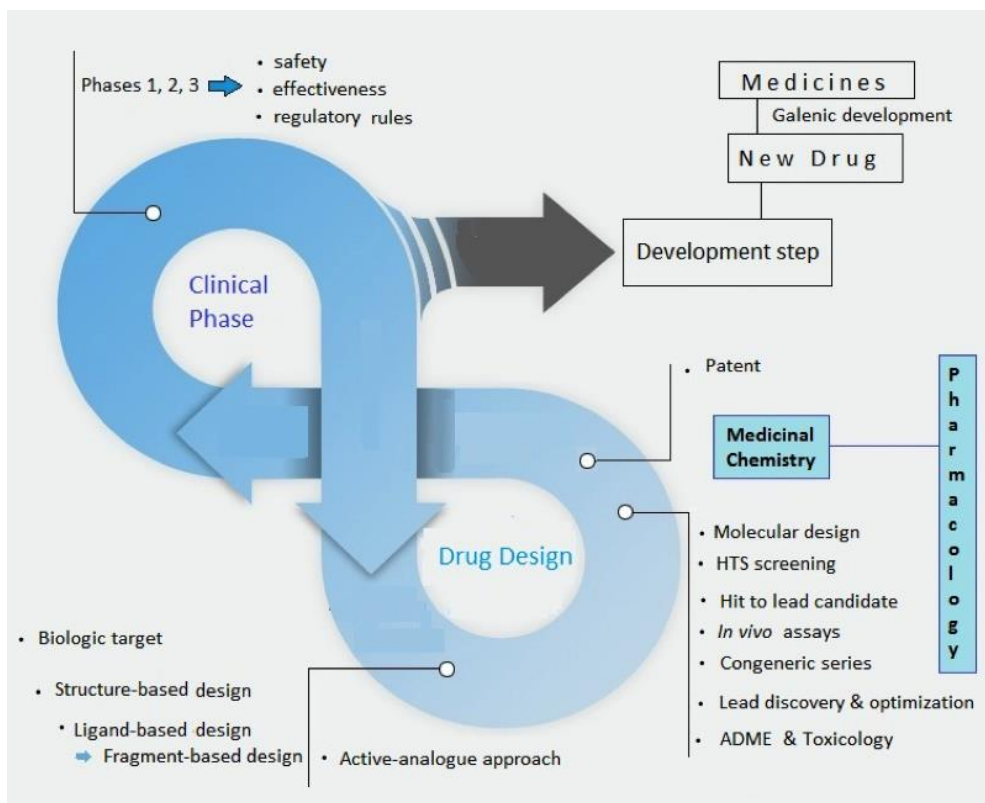 Phases 1, 2, 3
• safety
• effectiveness
• regulatory rules
Medicines
Galenic development
New Drug
Development step
Clinical
Phase
• Patent
Medicinal
Chemistry
Pharmacology
Drug Design
• Molecular design
• HTS screening
• Hit to lead candidate
• In vivo assays
• Congeneric series
• Lead discovery & optimization
• ADME & Toxicology
• Biologic target
• Structure-based design
• Ligand-based design
Fragment-based design
• Active-analogue approach